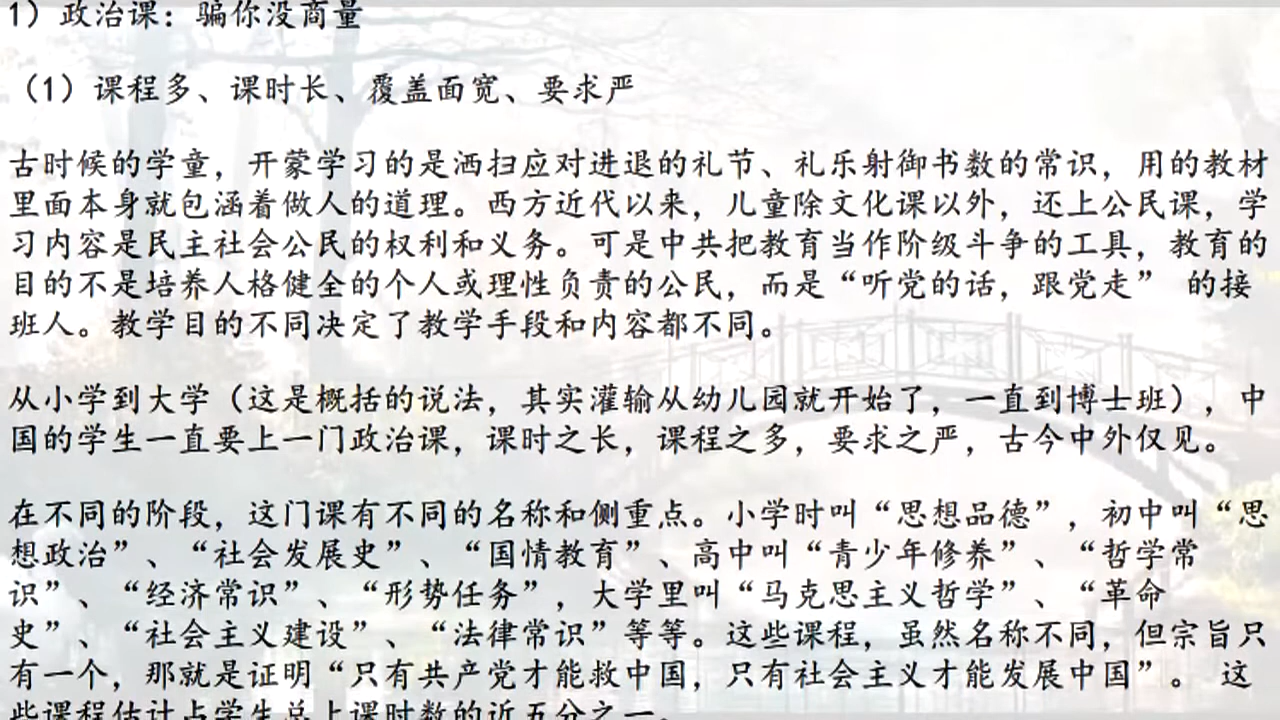 1）政治课：骗你没商量
（1）课程多、课时长、覆盖面宽、要求严
古时候的学童，开蒙学习的是洒扫应对进退的礼节、礼乐射御书数的常识，用的教材
里面本身就包涵着做人的道理。西方近代以来，儿童除文化课以外，还上公民课，学
习内容是民主社会公民的权利和义务。可是中共把教育当作阶级斗争的工具，教育的
目的不是培养人格健全的个人或理性负责的公民，而是“听党的话，跟党走” 的接
班人。教学目的不同决定了教学手段和内容都不同。
从小学到大学（这是概括的说法，其实灌输从幼儿园就开始了，一直到博士班），中
国的学生一直要上一门政治课，课时之长，课程之多，要求之严，古今中外仅见。
在不同的阶段，这门课有不同的名称和侧重点。小学时叫“思想品德”，初中叫“思
想政治”、“社会发展史”、“国情教育”、高中叫“青少年修养”、“哲学常
识”、“经济常识”、“形势任务”，大学里叫“马克思主义哲学”、“革命
史”、“社会主义建设”、“法律常识”等等。这些课程，虽然名称不同，但宗旨只
有一个，那就是证明“只有共产党才能救中国，只有社会主义才能发展中国”。 这
些课程估计占学生总上课时数的近五分之一。